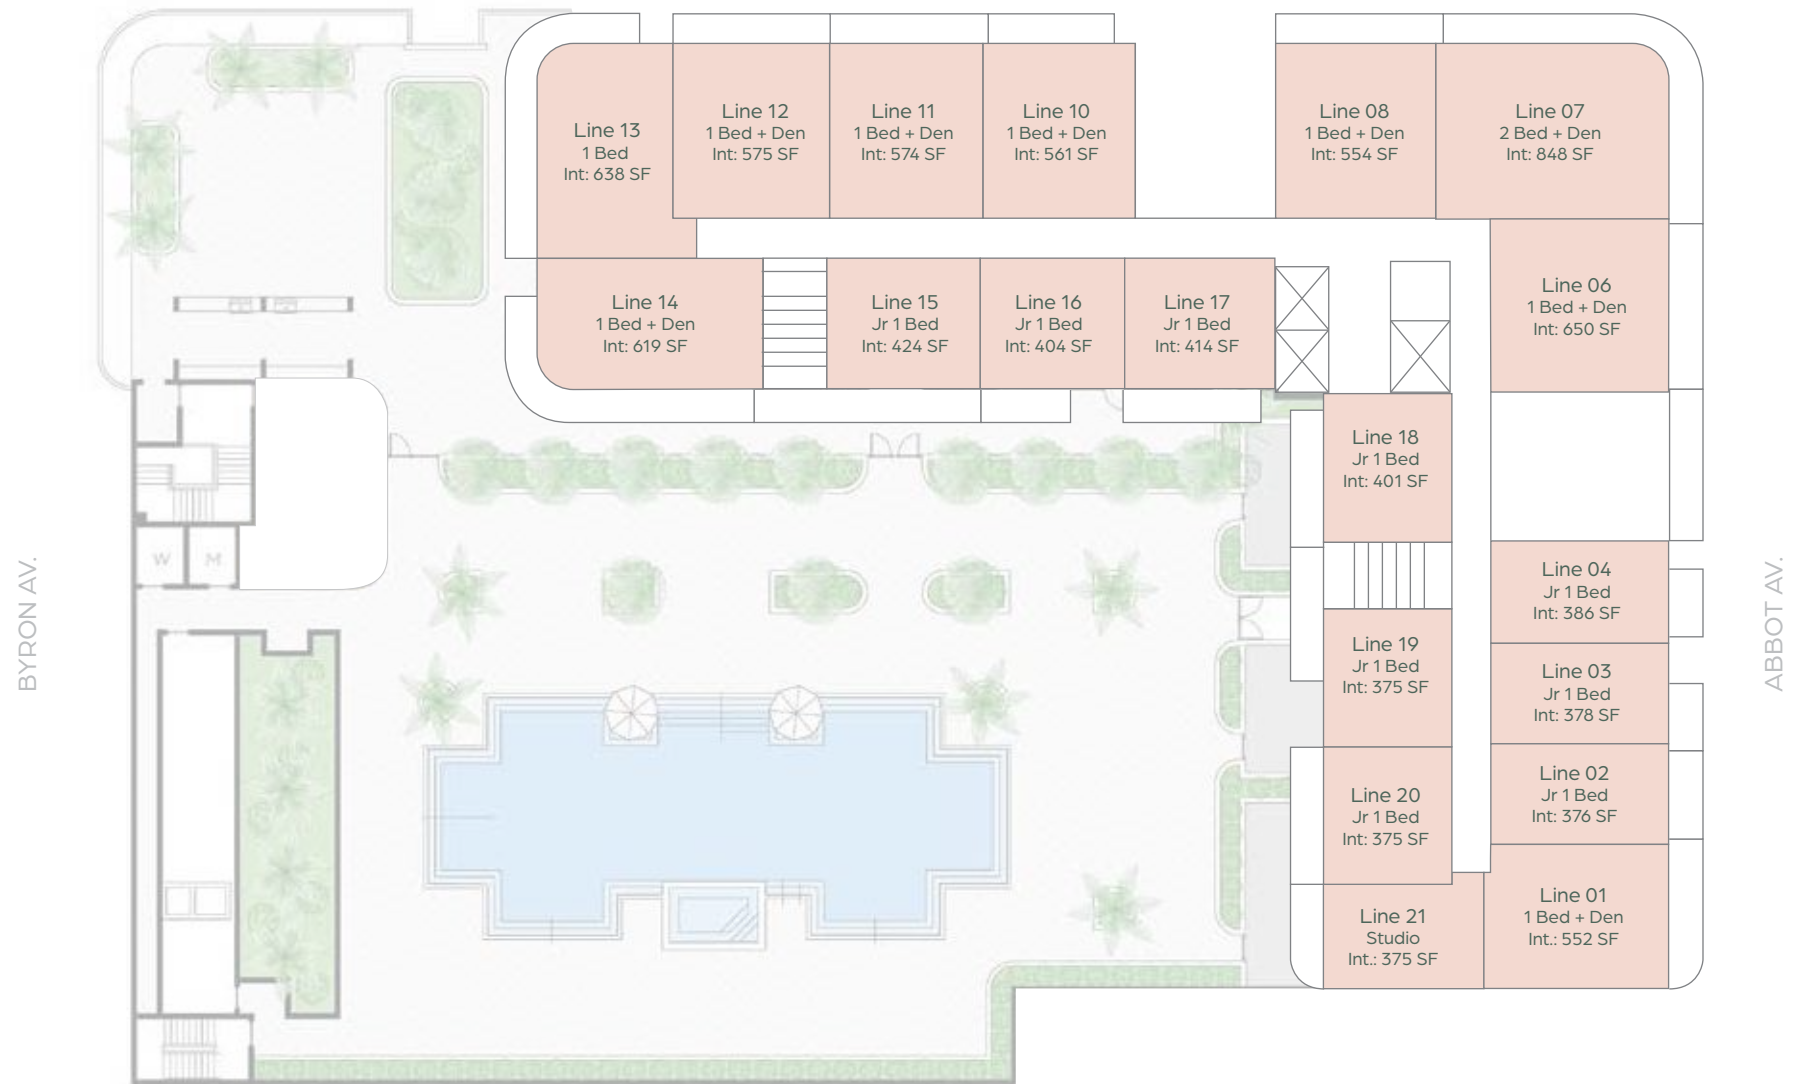 Line 13
1 Bed
Int: 638 SF
Line 12
1 Bed + Den
Int: 575 SF
Line 11
1 Bed + Den
Int: 574 SF
Line 10
1 Bed + Den
Int: 561 SF
Line 08
1 Bed + Den
Int: 554 SF
Line 07
2 Bed + Den
Int: 848 SF
Line 06
1 Bed + Den
Int: 650 SF
Line 14
1 Bed + Den
Int: 619 SF
Line 15
Jr 1 Bed
Int: 424 SF
Line 16
Jr 1 Bed
Int: 404 SF
Line 17
Jr 1 Bed
Int: 414 SF
Line 18
Jr 1 Bed
Int: 401 SF
Line 04
Jr 1 Bed
Int: 386 SF
Line 19
Jr 1 Bed
Int: 375 SF
Line 03
Jr 1 Bed
Int: 378 SF
Line 02
Jr 1 Bed
Int: 376 SF
Line 20
Jr 1 Bed
Int: 375 SF
Line 01
1 Bed + Den
Int.: 552 SF
Line 21
Studio
Int.: 375 SF
W
M
BYRON AV.
ABBOT AV.